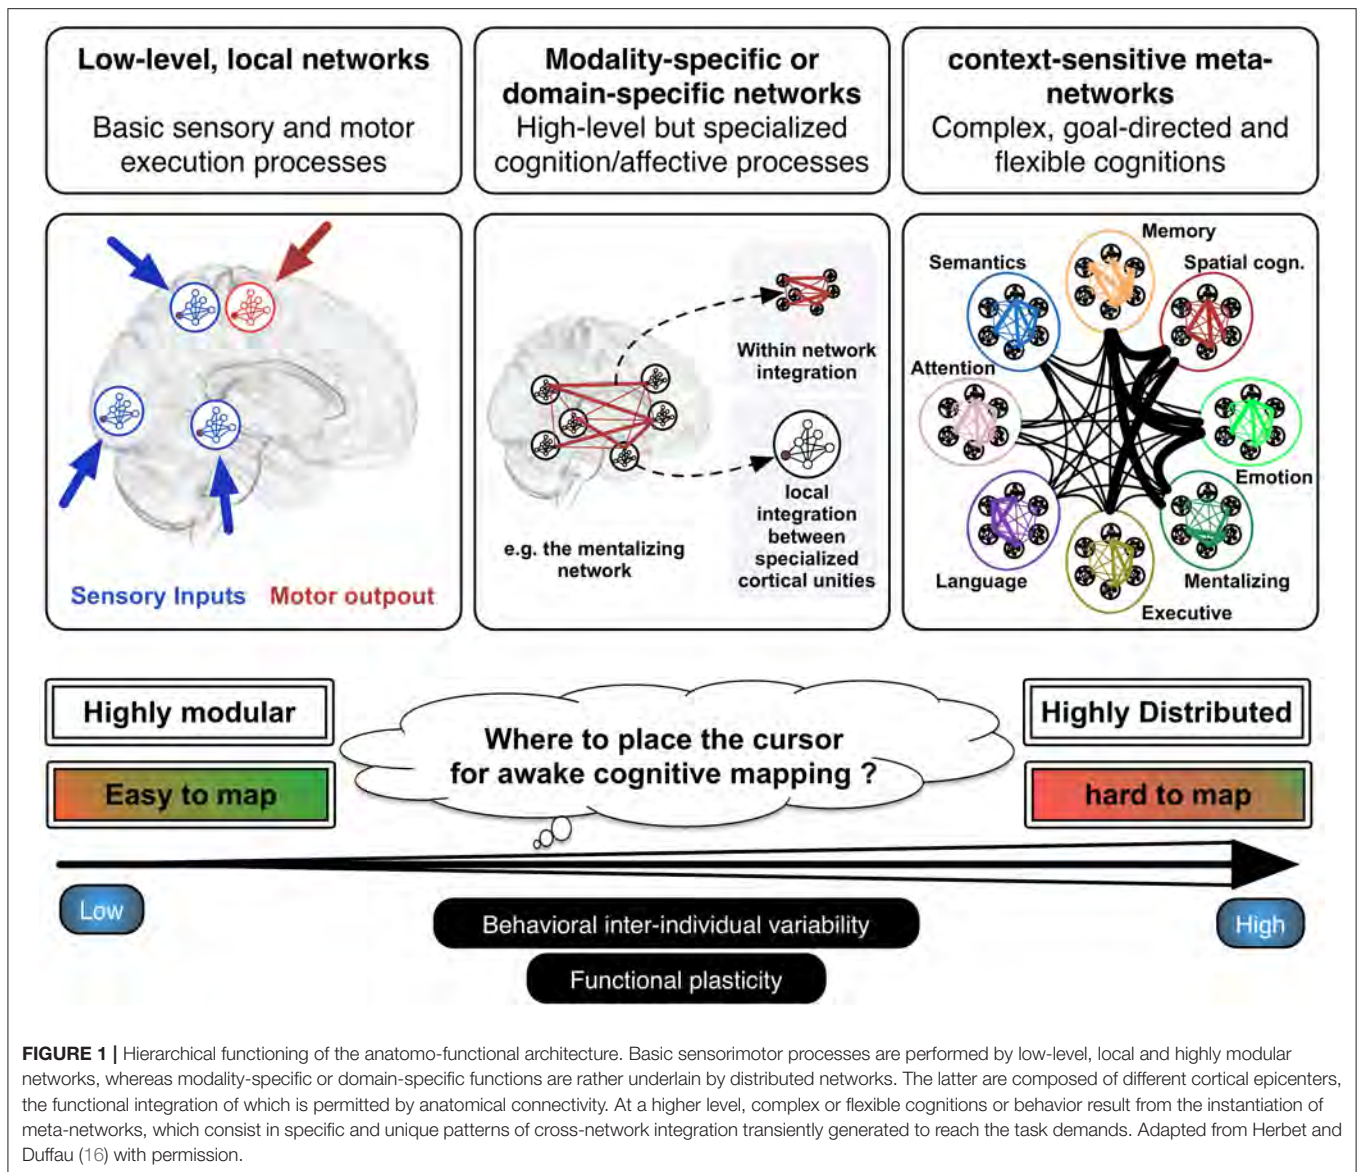 Low-level, local networks
Basic sensory and motor
execution processes
Modality-specific or
domain-specific networks
High-level but specialized
cognition/affective processes
context-sensitive meta-
networks
Complex, goal-directed and
flexible cognitions
Sensory Inputs
Motor outpout
Within network
integration
local
integration
between
specialized
cortical unities
e.g. the mentalizing
network
Memory
Semantics
Spatial cogn.
Attention
Emotion
Language
Mentalizing
Executive
Highly modular
Easy to map
Where to place the cursor
for awake cognitive mapping ?
Highly Distributed
hard to map
Low
High
Behavioral inter-individual variability
Functional plasticity
FIGURE 1 | Hierarchical functioning of the anatomo-functional architecture. Basic sensorimotor processes are performed by low-level, local and highly modular
networks, whereas modality-specific or domain-specific functions are rather underlain by distributed networks. The latter are composed of different cortical epicenters,
the functional integration of which is permitted by anatomical connectivity. At a higher level, complex or flexible cognitions or behavior result from the instantiation of
meta-networks, which consist in specific and unique patterns of cross-network integration transiently generated to reach the task demands. Adapted from Herbet and
Duffau (16) with permission.